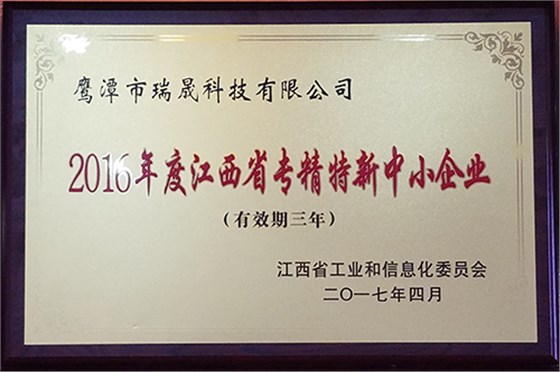 鹰潭市瑞晟科技有限公司
2016年度江西省专精特新中小企业
(有效期三年)
江西省工业和信息化委员会
二〇一七年四月